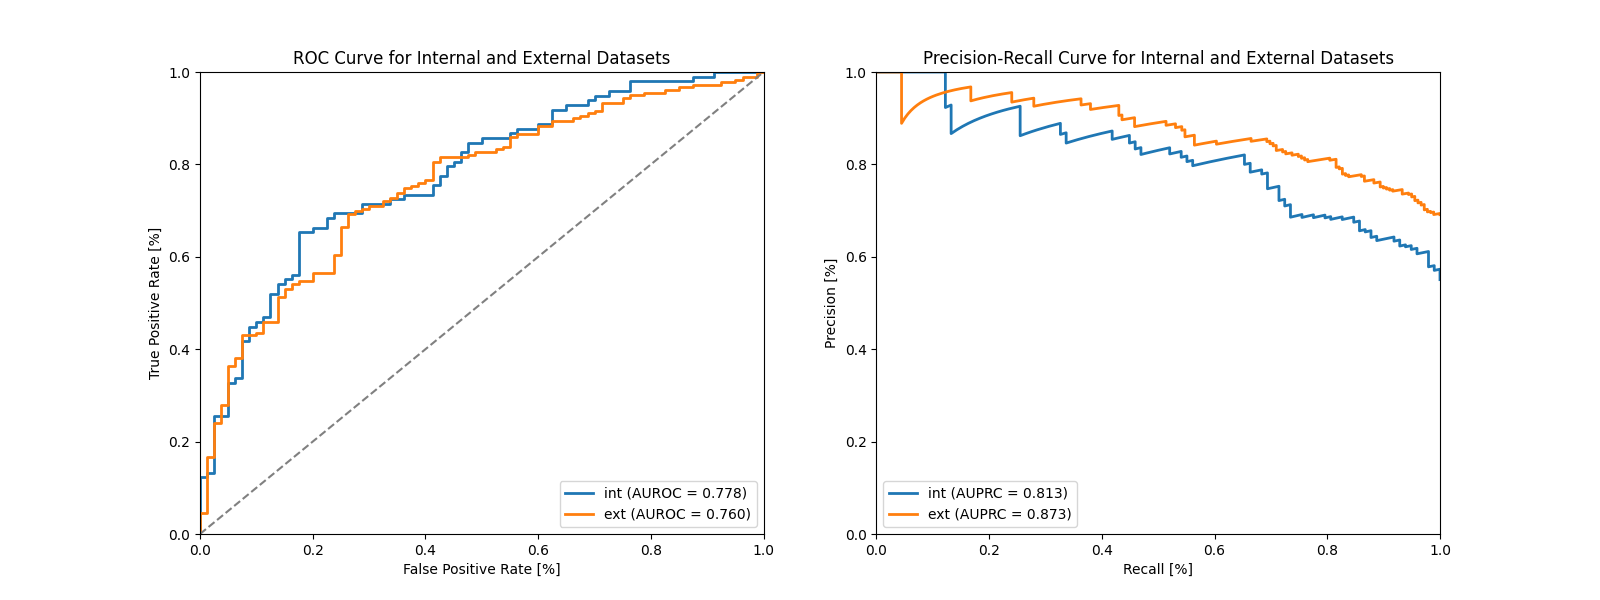 ROC Curve for Internal and External Datasets
1.0
0.8
0.6
0.4
0.2
0.0
True Positive Rate [%]
int (AUROC = 0.778)
ext (AUROC = 0.760)
0.0 0.2 0.4 0.6 0.8 1.0
False Positive Rate [%]
Precision-Recall Curve for Internal and External Datasets
1.0
0.8
0.6
0.4
0.2
0.0
Precision [%]
int (AUPRC = 0.813)
ext (AUPRC = 0.873)
0.0 0.2 0.4 0.6 0.8 1.0
Recall [%]